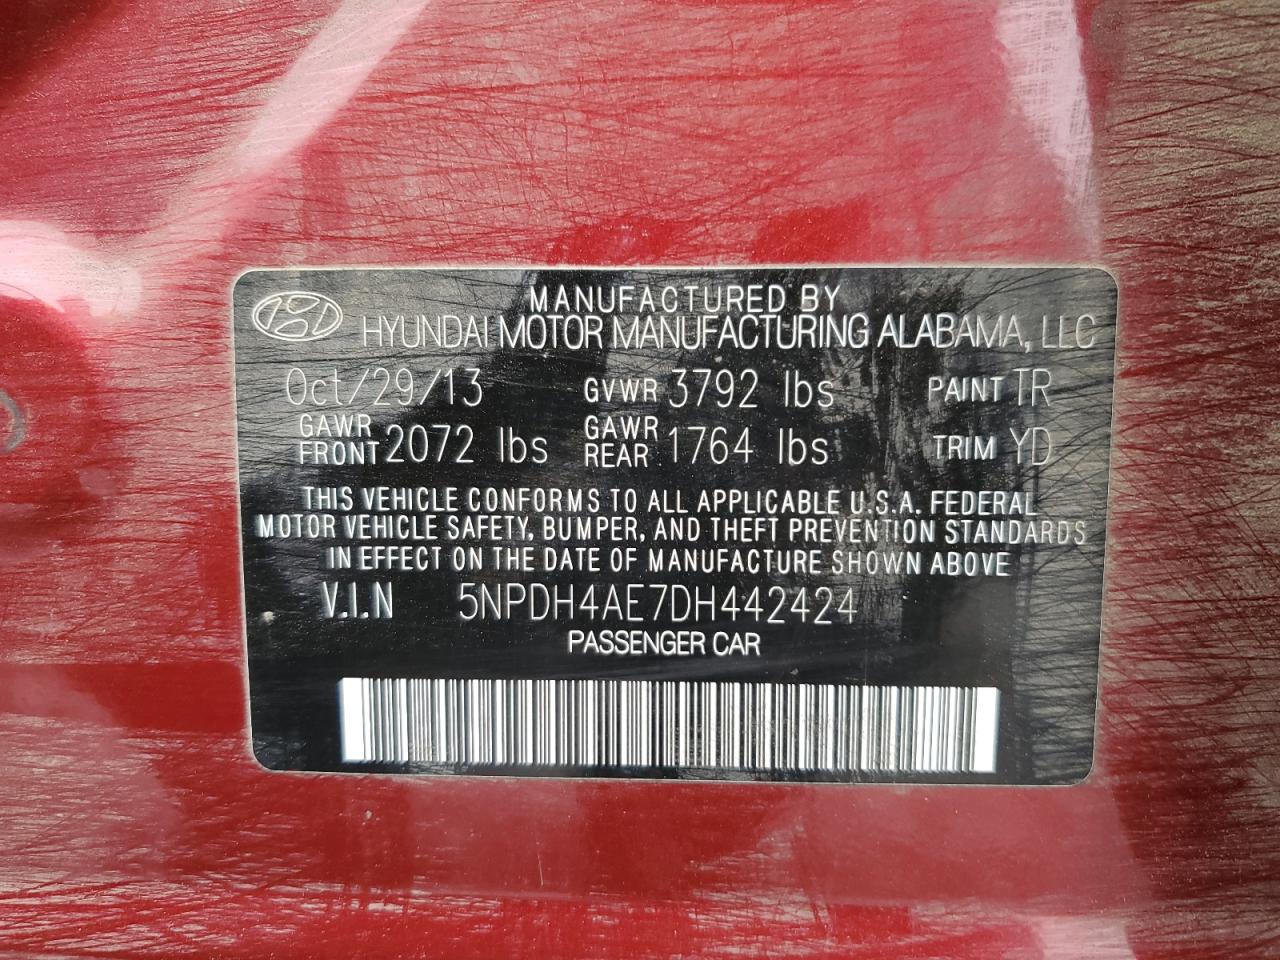 MANUFACTURED BY
HYUNDAI MOTOR MANUFACTURING ALABAMA, LLC
Oct/29/13 GVWR 3792 lbs PAINT TR
GAWR FRONT 2072 lbs GAWR REAR 1764 lbs TRIM YD
THIS VEHICLE CONFORMS TO ALL APPLICABLE U.S.A. FEDERAL
MOTOR VEHICLE SAFETY, BUMPER, AND THEFT PREVENTION STANDARDS
IN EFFECT ON THE DATE OF MANUFACTURE SHOWN ABOVE
V.I.N 5NPDH4AE7DH442424
PASSENGER CAR